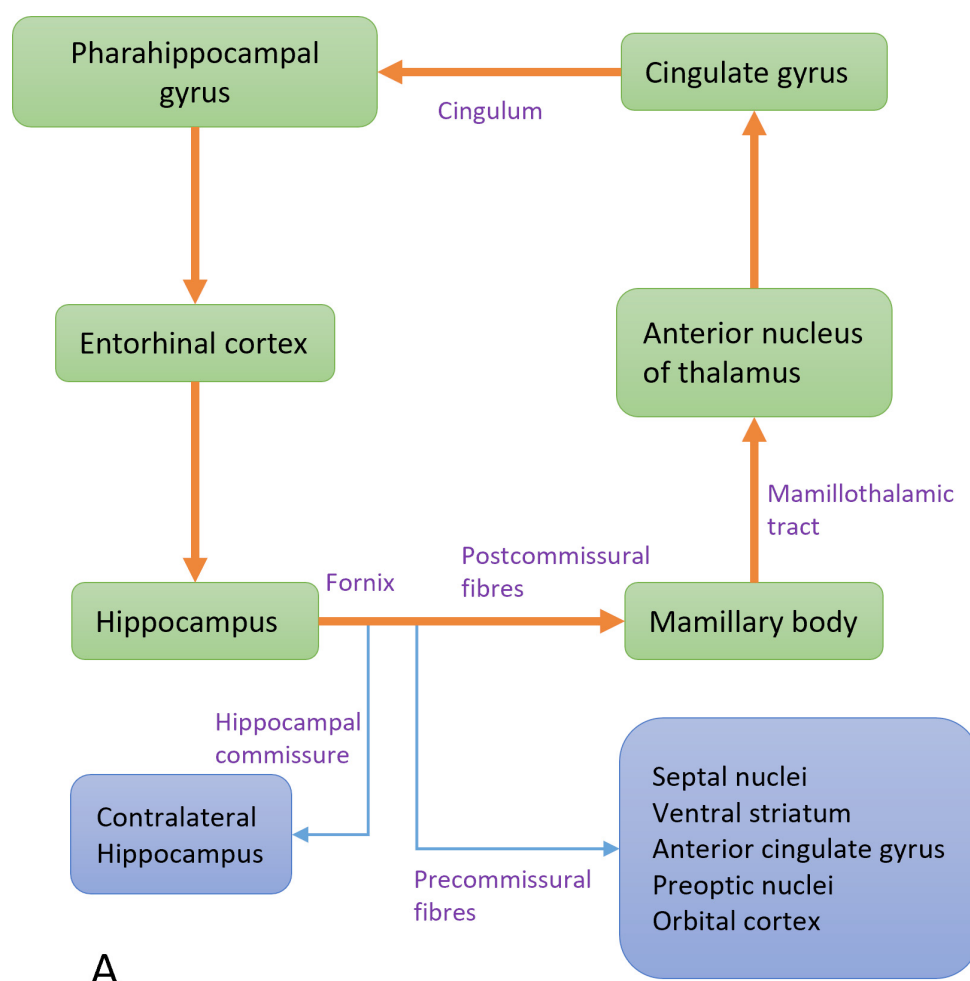 Pharahippocampal
gyrus
Cingulate gyrus
Cingulum
Entorhinal cortex
Anterior nucleus
of thalamus
Mamillothalamic
tract
Fornix
Postcommissural
fibres
Hippocampus
Mamillary body
Hippocampal
commissure
Contralateral
Hippocampus
Precommissural
fibres
Septal nuclei
Ventral striatum
Anterior cingulate gyrus
Preoptic nuclei
Orbital cortex
A